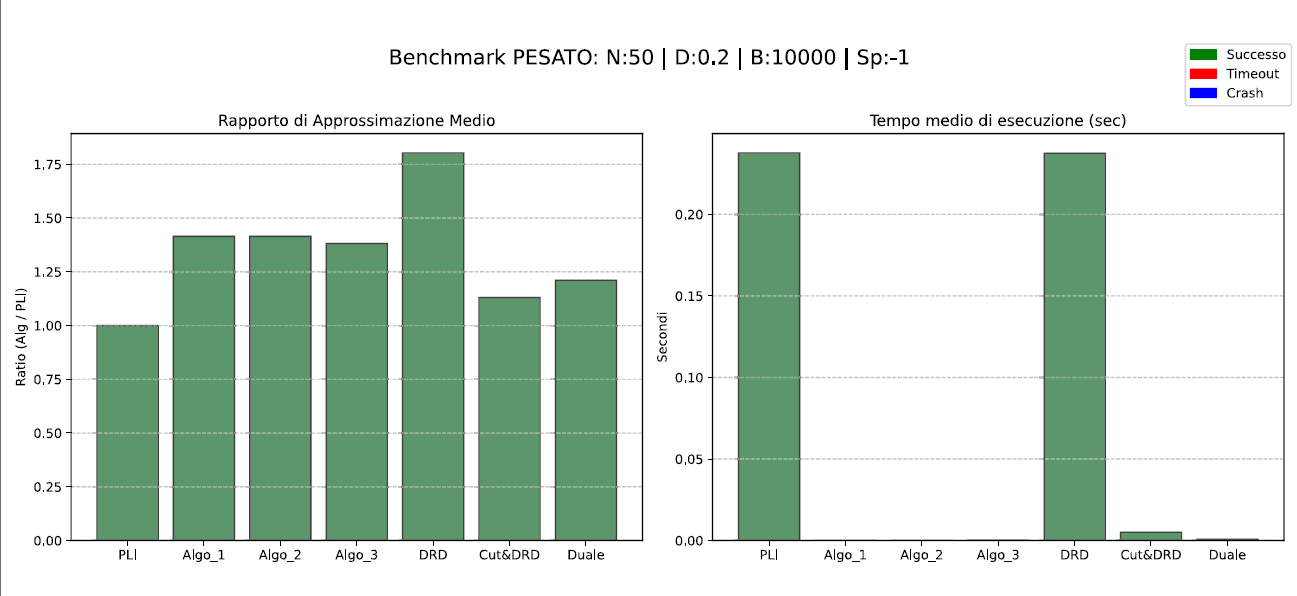 Benchmark PESATO: N:50 | D:0.2 | B:10000 | Sp:-1
Successo
Timeout
Crash
Rapporto di Approssimazione Medio
Ratio (Alg / PLI)
1.75
1.50
1.25
1.00
0.75
0.50
0.25
0.00
PLI
Algo_1
Algo_2
Algo_3
DRD
Cut&DRD
Duale
Tempo medio di esecuzione (sec)
Secondi
0.20
0.15
0.10
0.05
0.00
PLI
Algo_1
Algo_2
Algo_3
DRD
Cut&DRD
Duale